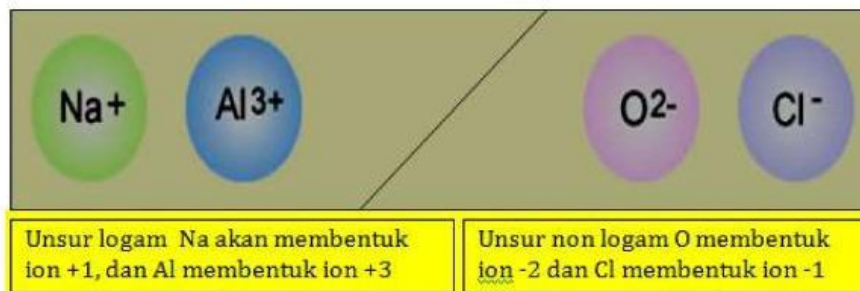 Na+ Al3+ O2- Cl-
Unsur logam Na akan membentuk
ion +1, dan Al membentuk ion +3
Unsur non logam O membentuk
ion -2 dan Cl membentuk ion -1